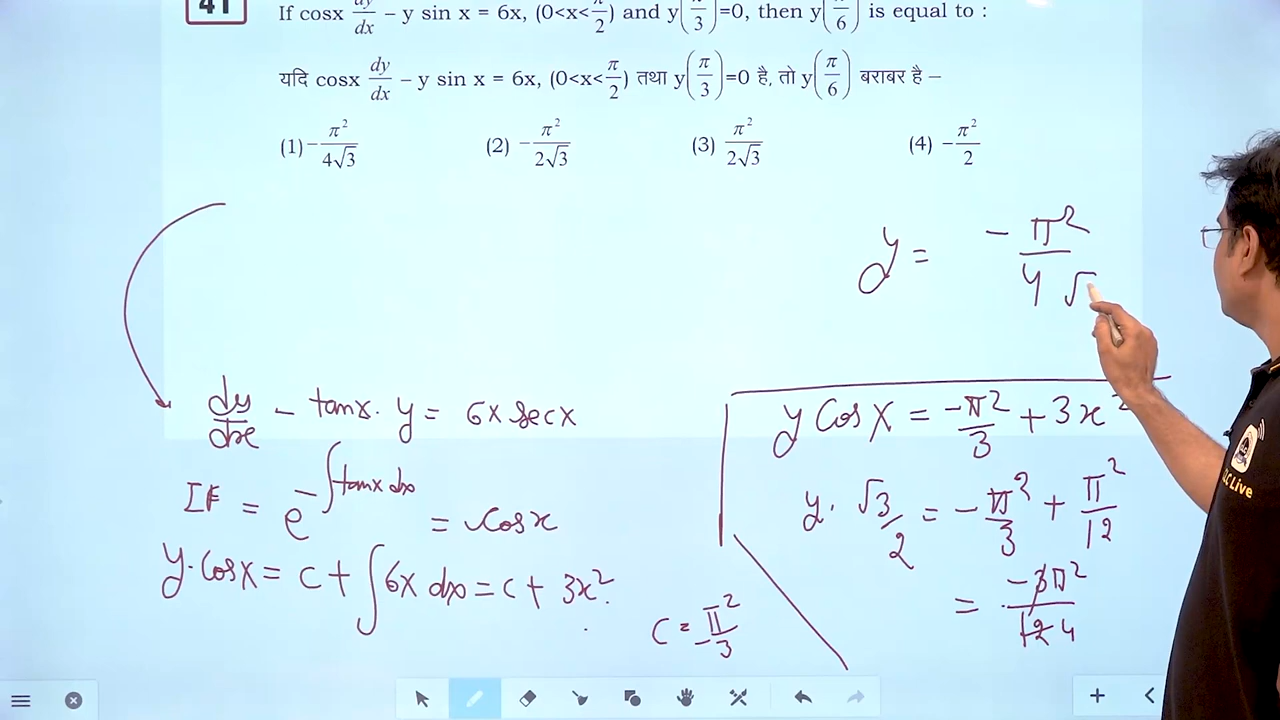 41
If cosx dy/dx – y sin x = 6x, (0<x<π/2) and y(π/3)=0, then y(π/6) is equal to :
यदि cosx dy/dx – y sin x = 6x, (0<x<π/2) तथा y(π/3)=0 है, तो y(π/6) बराबर है –
(1) -π²/4√3 (2) -π²/2√3 (3) π²/2√3 (4) -π²/2
y = -π²/4√
dy/dx - tanx. y = 6x secx
IF = e^-∫tanx dx = cosx
y.cosx = c + ∫6x dx = c + 3x².
c = -π²/3
y cosx = -π²/3 + 3x²
y. √3/2 = -π²/3 + π²/12
= -3π²/12 4
Live